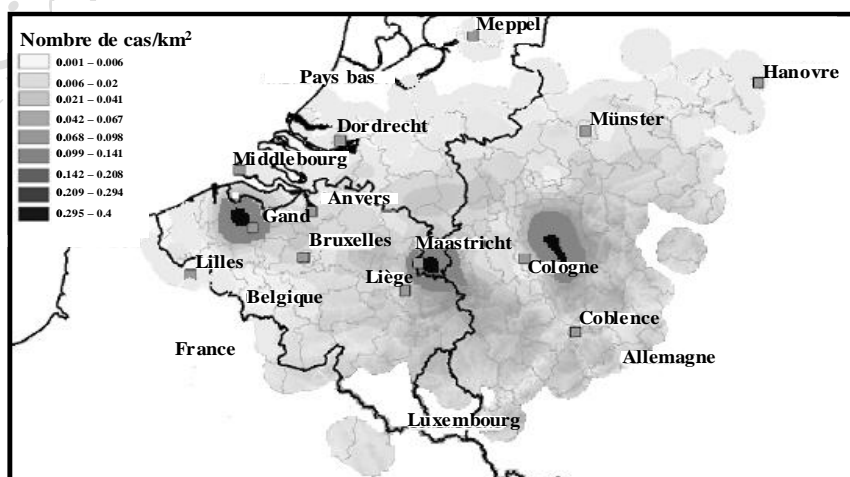 Meppel
Nombre de cas/km²
0.001 – 0.006
0.006 – 0.02
0.021 – 0.041
0.042 – 0.067
0.068 – 0.098
0.099 – 0.141
0.142 – 0.208
0.209 – 0.294
0.295 – 0.4
Pays bas
Hanovre
Dordrecht
Münster
Middlebourg
Anvers
Gand
Bruxelles
Maastricht
Lilles
Liège
Cologne
Belgique
Coblence
France
Allemagne
Luxembourg